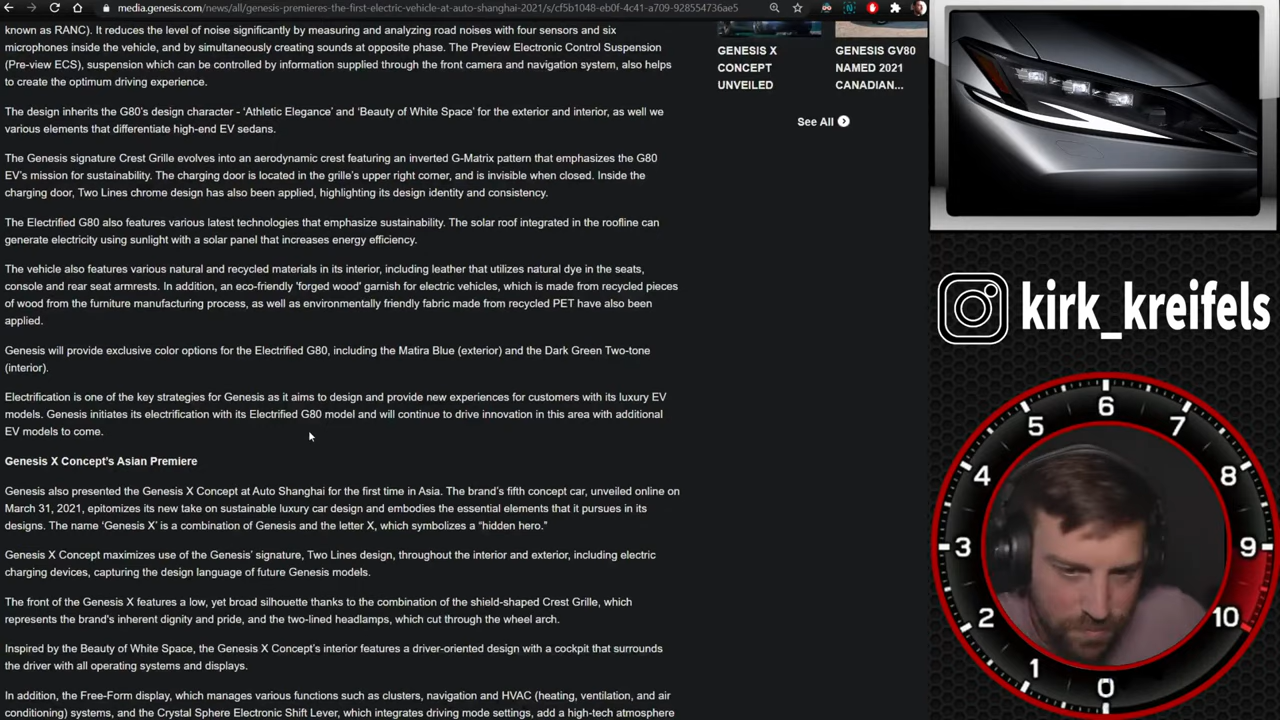 media.genesis.com/news/all/genesis-premieres-the-first-electric-vehicle-at-auto-shanghai-2021/s/cf5b1048-eb0f-4c41-a709-928554736ae5
known as RANC). It reduces the level of noise significantly by measuring and analyzing road noises with four sensors and six
microphones inside the vehicle, and by simultaneously creating sounds at opposite phase. The Preview Electronic Control Suspension
(Pre-view ECS), suspension which can be controlled by information supplied through the front camera and navigation system, also helps
to create the optimum driving experience.
The design inherits the G80's design character - ‘Athletic Elegance’ and ‘Beauty of White Space’ for the exterior and interior, as well we
various elements that differentiate high-end EV sedans.
The Genesis signature Crest Grille evolves into an aerodynamic crest featuring an inverted G-Matrix pattern that emphasizes the G80
EV’s mission for sustainability. The charging door is located in the grille’s upper right corner, and is invisible when closed. Inside the
charging door, Two Lines chrome design has also been applied, highlighting its design identity and consistency.
The Electrified G80 also features various latest technologies that emphasize sustainability. The solar roof integrated in the roofline can
generate electricity using sunlight with a solar panel that increases energy efficiency.
The vehicle also features various natural and recycled materials in its interior, including leather that utilizes natural dye in the seats,
console and rear seat armrests. In addition, an eco-friendly 'forged wood' garnish for electric vehicles, which is made from recycled pieces
of wood from the furniture manufacturing process, as well as environmentally friendly fabric made from recycled PET have also been
applied.
Genesis will provide exclusive color options for the Electrified G80, including the Matira Blue (exterior) and the Dark Green Two-tone
(interior).
Electrification is one of the key strategies for Genesis as it aims to design and provide new experiences for customers with its luxury EV
models. Genesis initiates its electrification with its Electrified G80 model and will continue to drive innovation in this area with additional
EV models to come.
Genesis X Concept’s Asian Premiere
Genesis also presented the Genesis X Concept at Auto Shanghai for the first time in Asia. The brand’s fifth concept car, unveiled online on
March 31, 2021, epitomizes its new take on sustainable luxury car design and embodies the essential elements that it pursues in its
designs. The name ‘Genesis X’ is a combination of Genesis and the letter X, which symbolizes a “hidden hero.”
Genesis X Concept maximizes use of the Genesis’ signature, Two Lines design, throughout the interior and exterior, including electric
charging devices, capturing the design language of future Genesis models.
The front of the Genesis X features a low, yet broad silhouette thanks to the combination of the shield-shaped Crest Grille, which
represents the brand's inherent dignity and pride, and the two-lined headlamps, which cut through the wheel arch.
Inspired by the Beauty of White Space, the Genesis X Concept’s interior features a driver-oriented design with a cockpit that surrounds
the driver with all operating systems and displays.
In addition, the Free-Form display, which manages various functions such as clusters, navigation and HVAC (heating, ventilation, and air
conditioning) systems, and the Crystal Sphere Electronic Shift Lever, which integrates driving mode settings, add a high-tech atmosphere
GENESIS X
CONCEPT
UNVEILED
GENESIS GV80
NAMED 2021
CANADIAN...
See All
kirk_kreifels
0
1
2
3
4
5
6
7
8
9
10